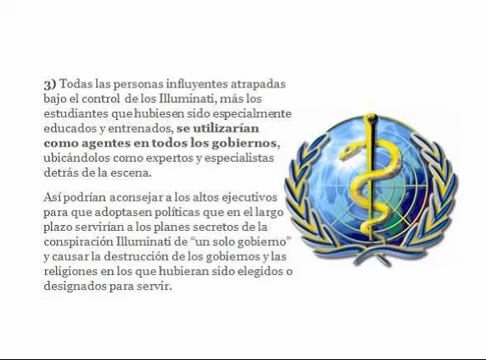 3) Todas las personas influyentes atrapadas
bajo el control de los Illuminati, más los
estudiantes que hubiesen sido especialmente
educados y entrenados, se utilizarían
como agentes en todos los gobiernos,
ubicándolos como expertos y especialistas
detrás de la escena.
Así podrían aconsejar a los altos ejecutivos
para que adoptasen políticas que en el largo
plazo servirían a los planes secretos de la
conspiración Illuminati de “un solo gobierno”
y causar la destrucción de los gobiernos y las
religiones en los que hubieran sido elegidos o
designados para servir.